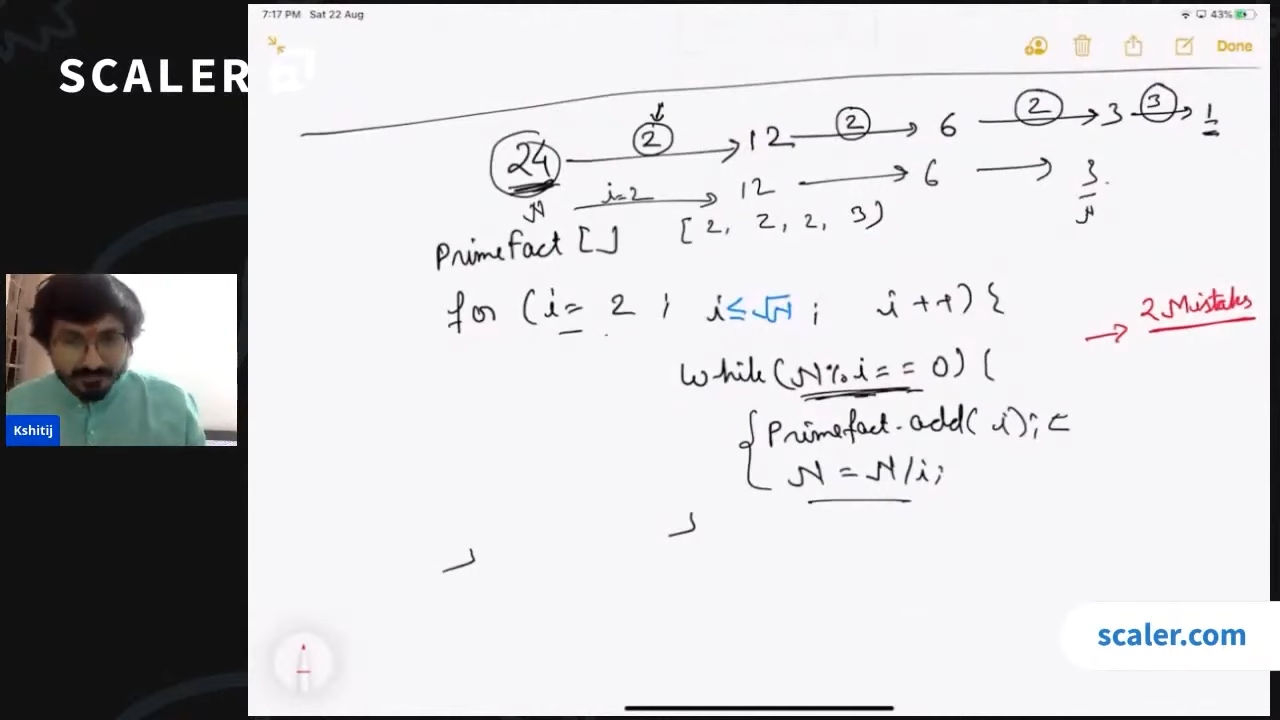 7:17 PM Sat 22 Aug
43%
SCALER
Done
24 2 12 2 6 2 3 3 1
N i=2 12 6 3
N
PrimeFact [] [2, 2, 2, 3)
for (i= 2 ; i≤√N ; i++) {
2 Mistakes
While (N%i == 0) {
{ Primefact.add(i);
N = N/i;
}
}
Kshitij
scaler.com